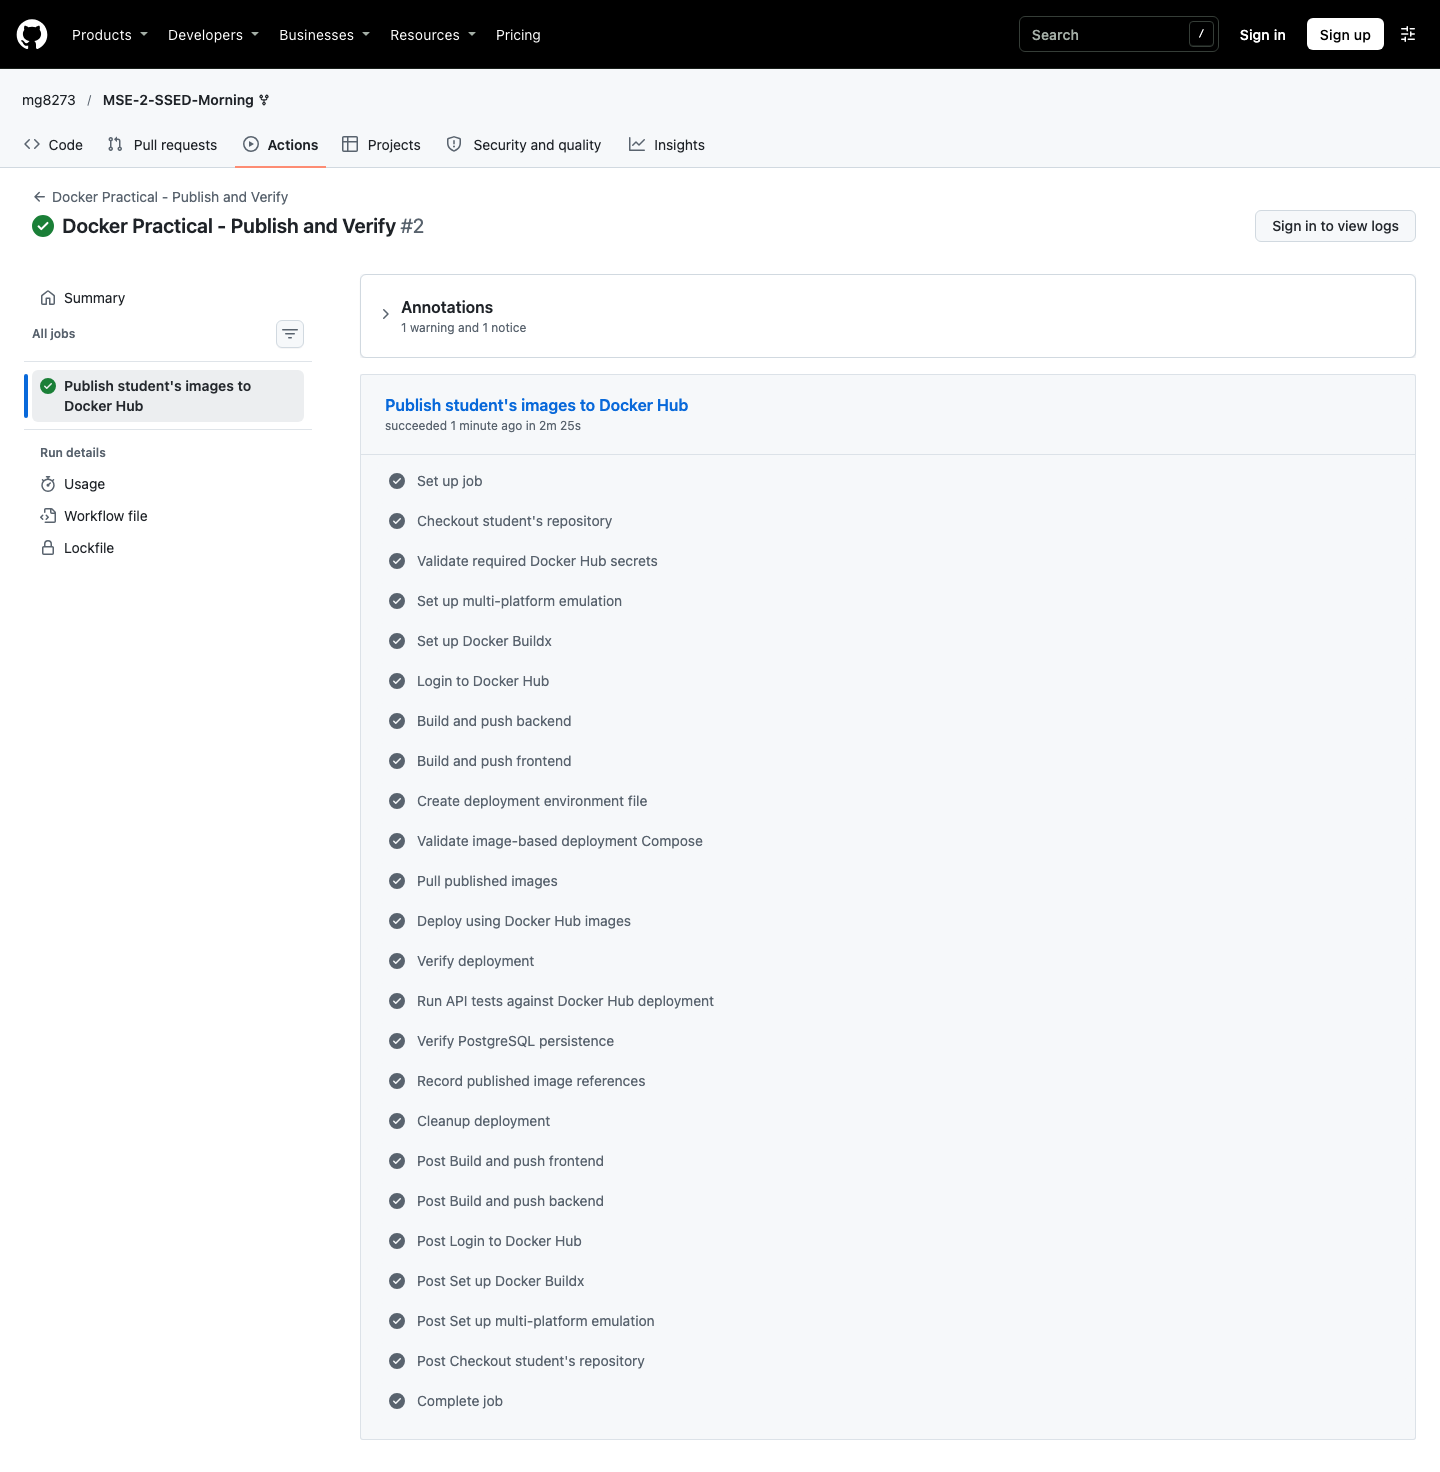 Products
Developers
Businesses
Resources
Pricing
Search
/
Sign in
Sign up
mg8273 / MSE-2-SSED-Morning
Code
Pull requests
Actions
Projects
Security and quality
Insights
Docker Practical - Publish and Verify
Docker Practical - Publish and Verify #2
Sign in to view logs
Summary
All jobs
Publish student's images to
Docker Hub
Run details
Usage
Workflow file
Lockfile
Annotations
1 warning and 1 notice
Publish student's images to Docker Hub
succeeded 1 minute ago in 2m 25s
Set up job
Checkout student's repository
Validate required Docker Hub secrets
Set up multi-platform emulation
Set up Docker Buildx
Login to Docker Hub
Build and push backend
Build and push frontend
Create deployment environment file
Validate image-based deployment Compose
Pull published images
Deploy using Docker Hub images
Verify deployment
Run API tests against Docker Hub deployment
Verify PostgreSQL persistence
Record published image references
Cleanup deployment
Post Build and push frontend
Post Build and push backend
Post Login to Docker Hub
Post Set up Docker Buildx
Post Set up multi-platform emulation
Post Checkout student's repository
Complete job